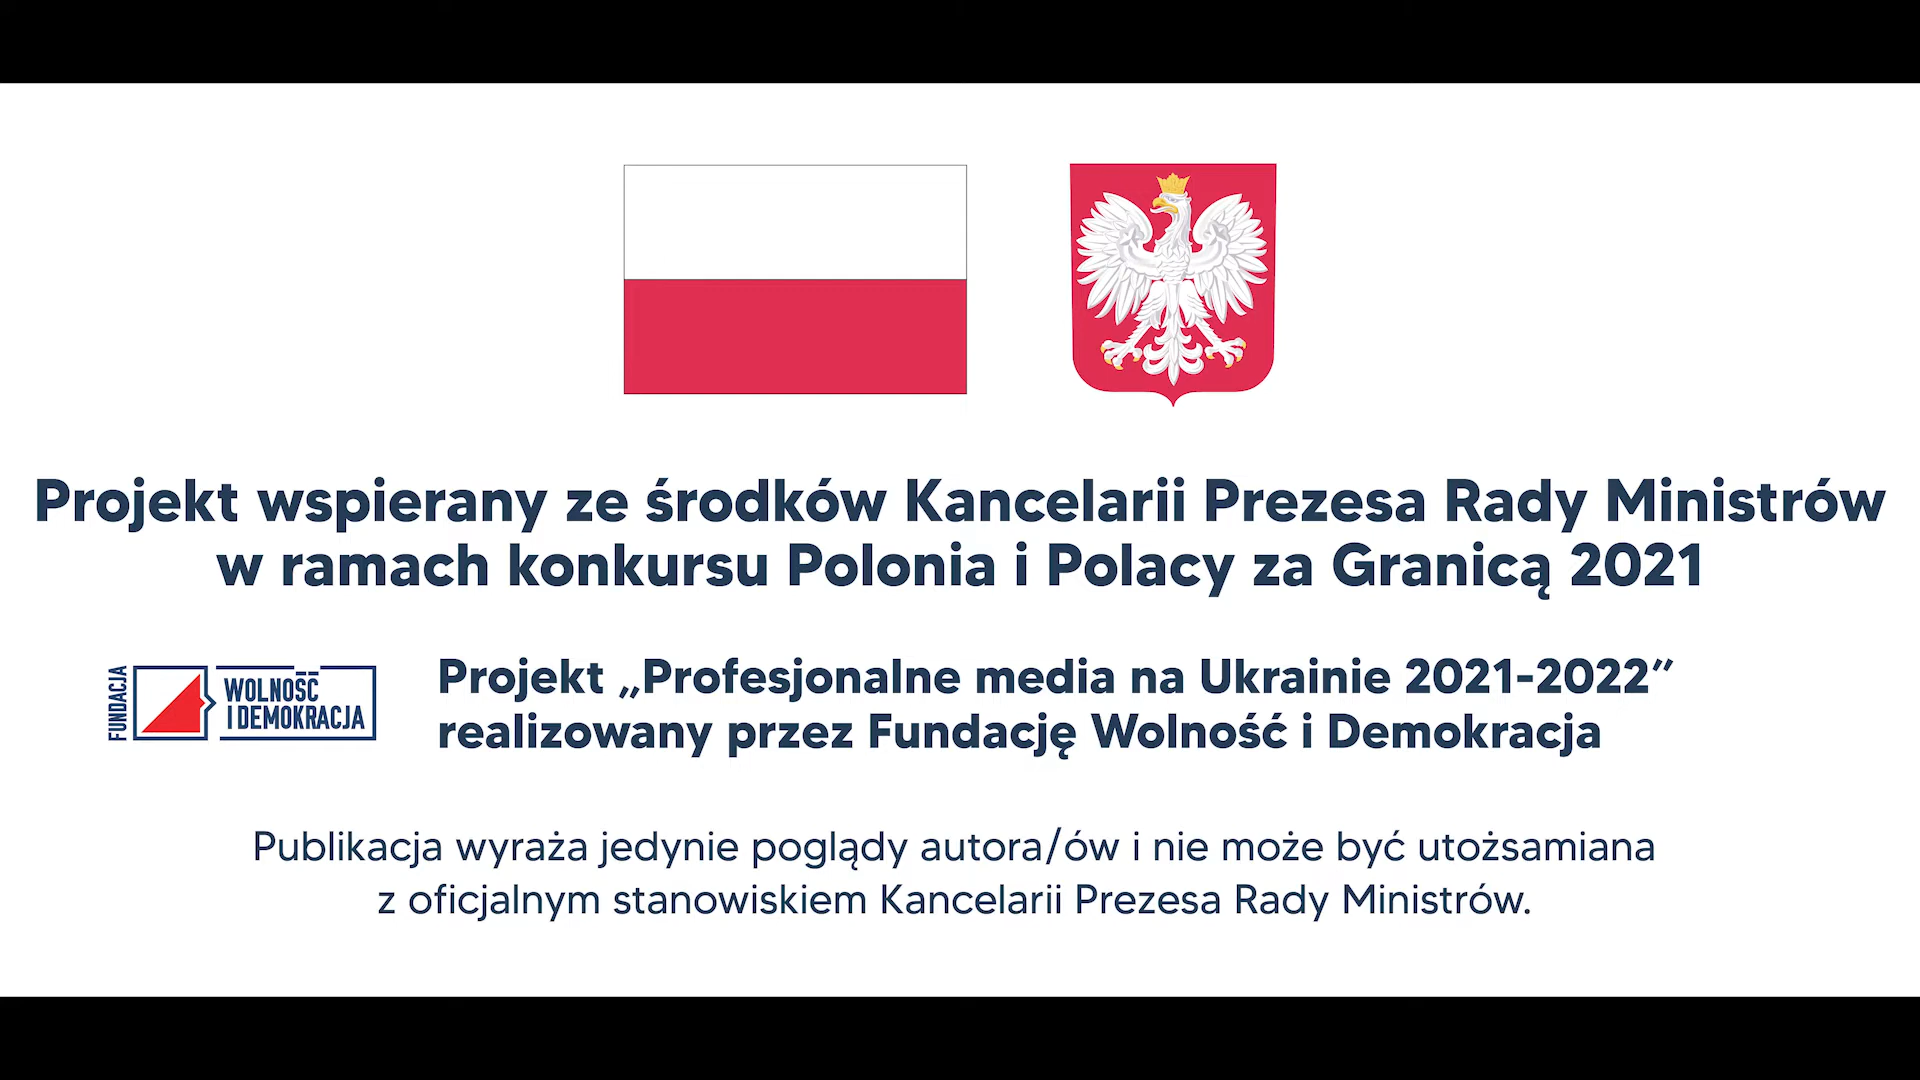 Projekt wspierany ze środków Kancelarii Prezesa Rady Ministrów
w ramach konkursu Polonia i Polacy za Granicą 2021
FUNDACJA
WOLNOŚĆ
I DEMOKRACJA
Projekt „Profesjonalne media na Ukrainie 2021-2022”
realizowany przez Fundację Wolność i Demokracja
Publikacja wyraża jedynie poglądy autora/ów i nie może być utożsamiana
z oficjalnym stanowiskiem Kancelarii Prezesa Rady Ministrów.